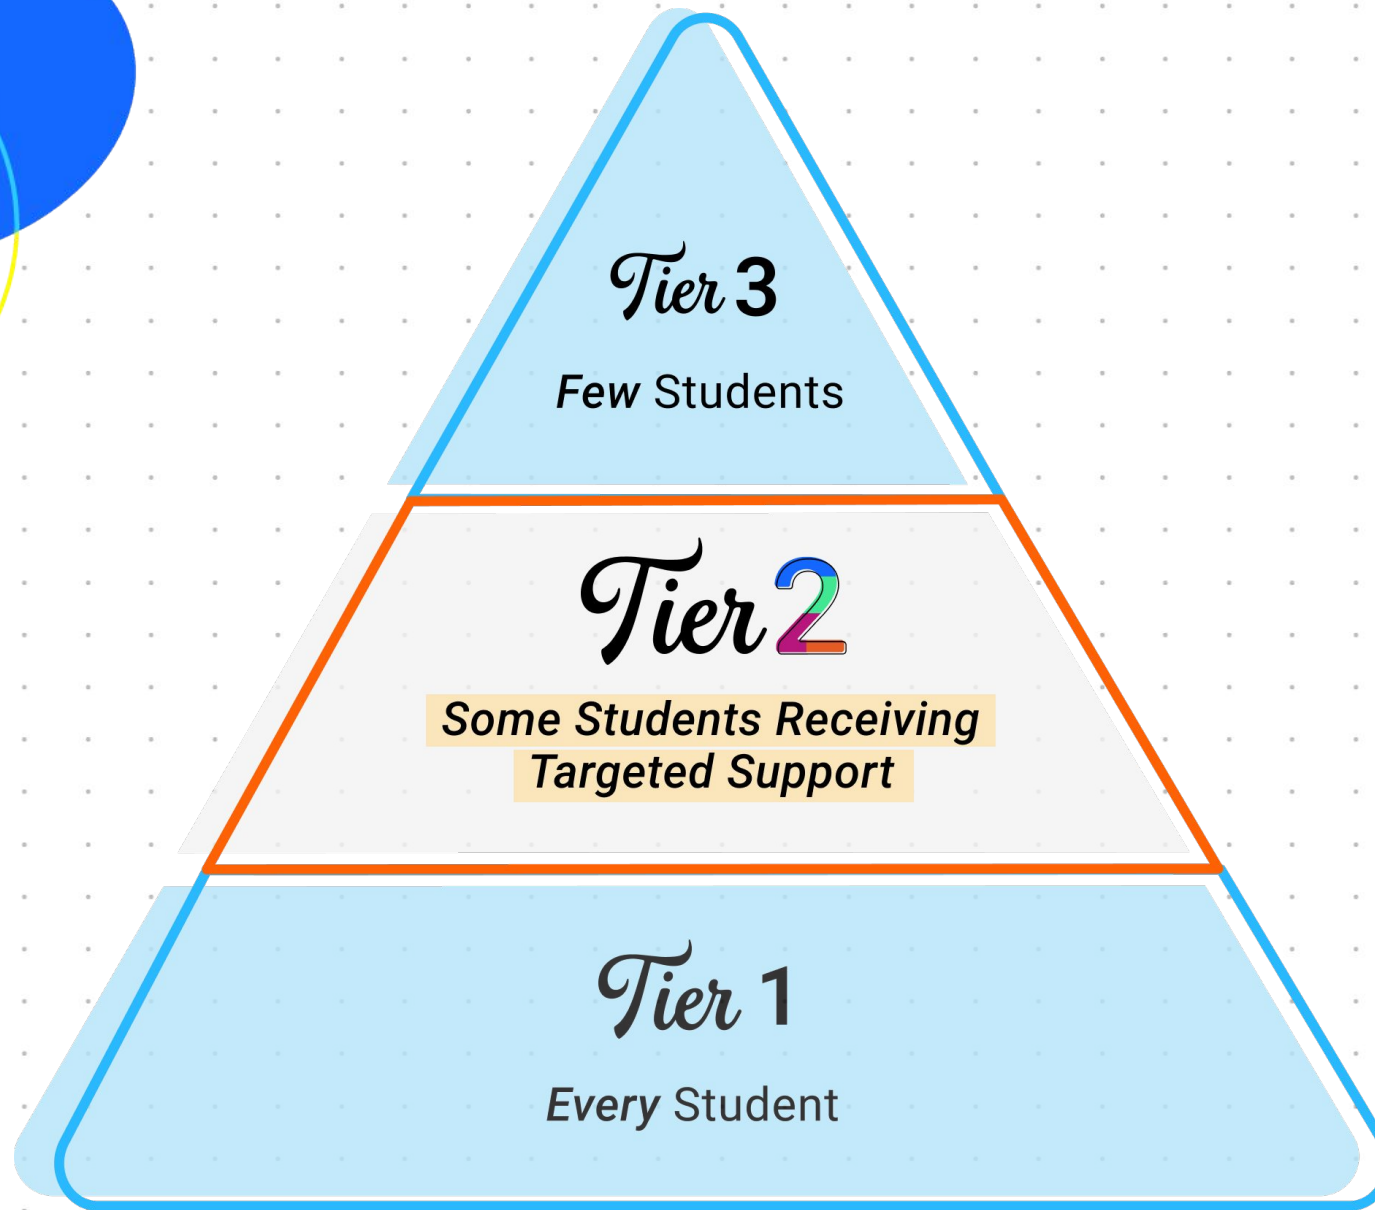 Tier 3
Few Students
Tier 2
Some Students Receiving
Targeted Support
Tier 1
Every Student